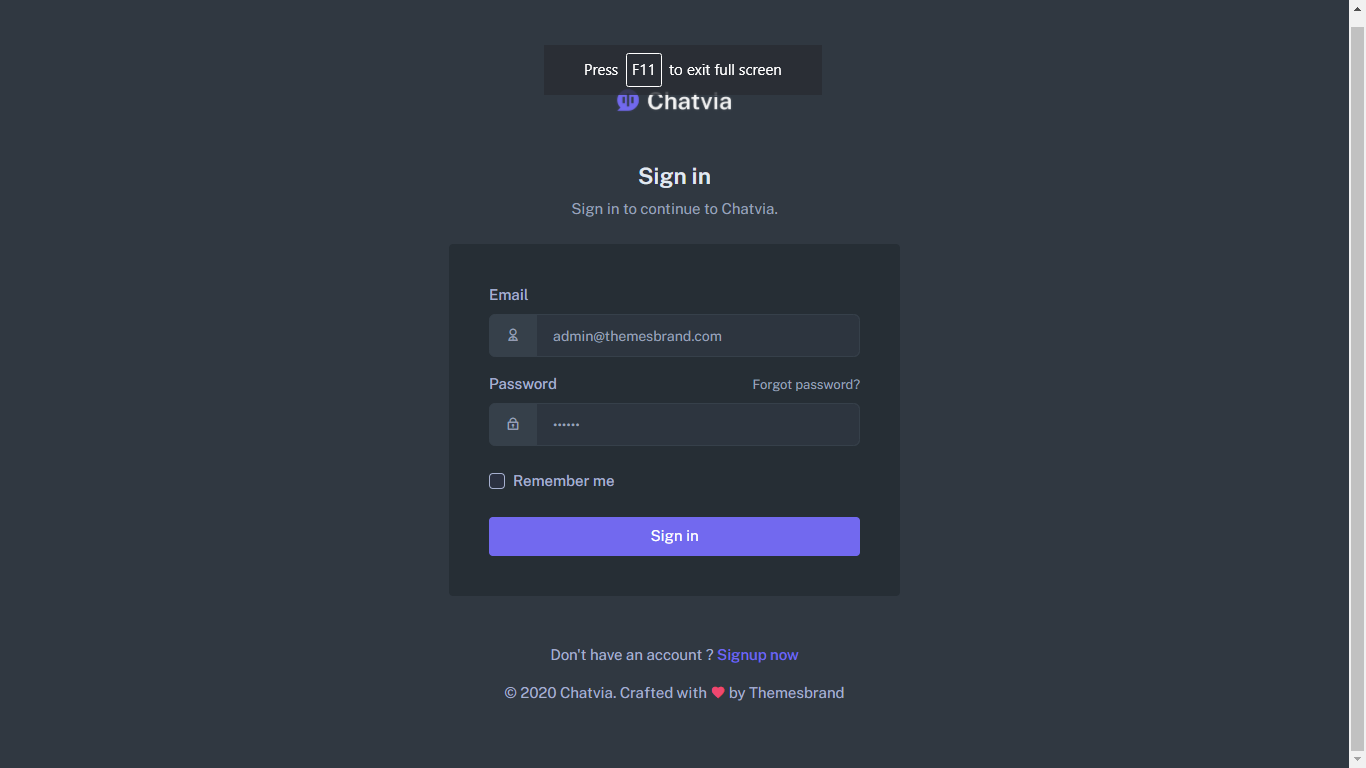 Press F11 to exit full screen
Chatvia
Sign in
Sign in to continue to Chatvia.
Email
admin@themesbrand.com
Password Forgot password?
••••••
Remember me
Sign in
Don't have an account ? Signup now
© 2020 Chatvia. Crafted with ❤ by Themesbrand